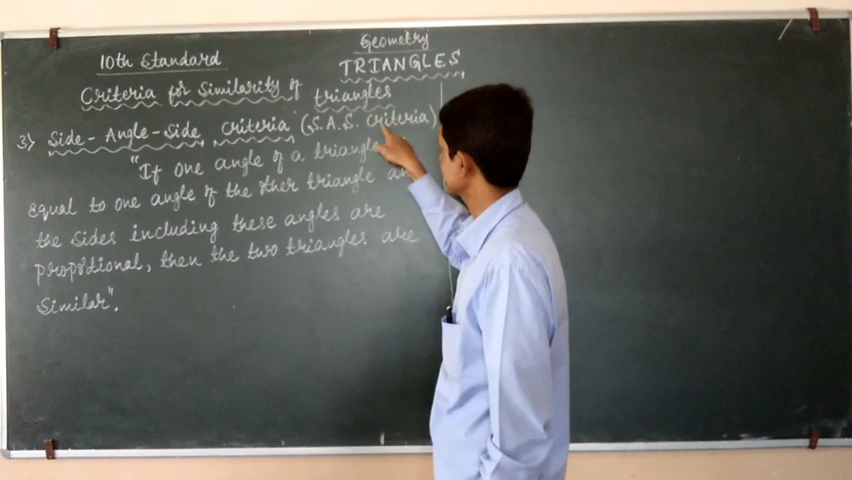 Geometry
10th Standard
TRIANGLES
Criteria for Similarity of triangles
3) Side-Angle-Side Criteria (S.A.S. Criteria)
"If one angle of a triangle
equal to one angle of the other triangle an
the sides including these angles are
proportional, then the two triangles are
similar".